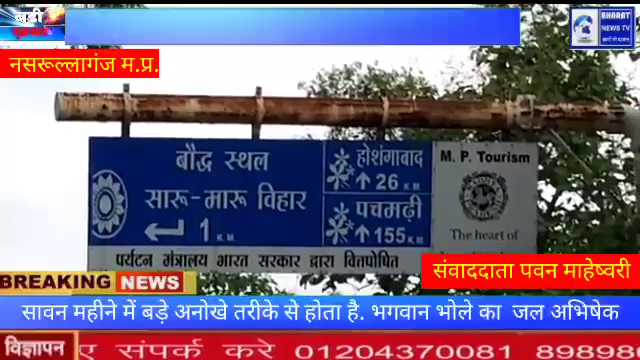 बड़ी
BHARAT
NEWS TV
नसरूल्लागंज म.प्र.
बौद्ध स्थल
सारू-मारू विहार
1 K.M.
होशंगाबाद
26 K.M.
पचमढ़ी
155 K.M.
M. P. Tourism
The heart of
पर्यटन मंत्रालय भारत सरकार द्वारा वित्तपोषित
संवाददाता पवन माहेष्वरी
BREAKING NEWS
सावन महीने में बड़े अनोखे तरीके से होता है. भगवान भोले का जल अभिषेक
विज्ञापन ए संपर्क करे 01204370081 89898